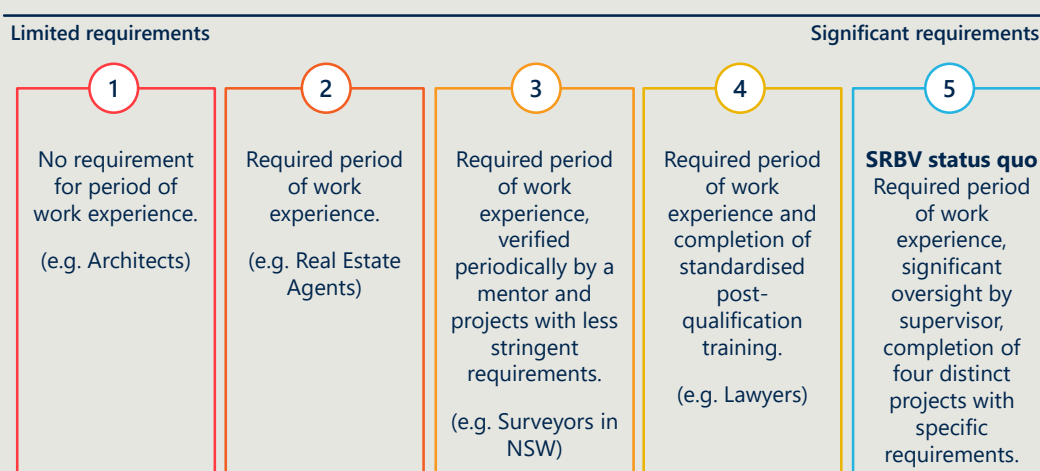 Limited requirements
Significant requirements
1
No requirement
for period of
work experience.
(e.g. Architects)
2
Required period
of work
experience.
(e.g. Real Estate
Agents)
3
Required period
of work
experience,
verified
periodically by a
mentor and
projects with less
stringent
requirements.
(e.g. Surveyors in
NSW)
4
Required period
of work
experience and
completion of
standardised
post-
qualification
training.
(e.g. Lawyers)
5
SRBV status quo
Required period
of work
experience,
significant
oversight by
supervisor,
completion of
four distinct
projects with
specific
requirements.